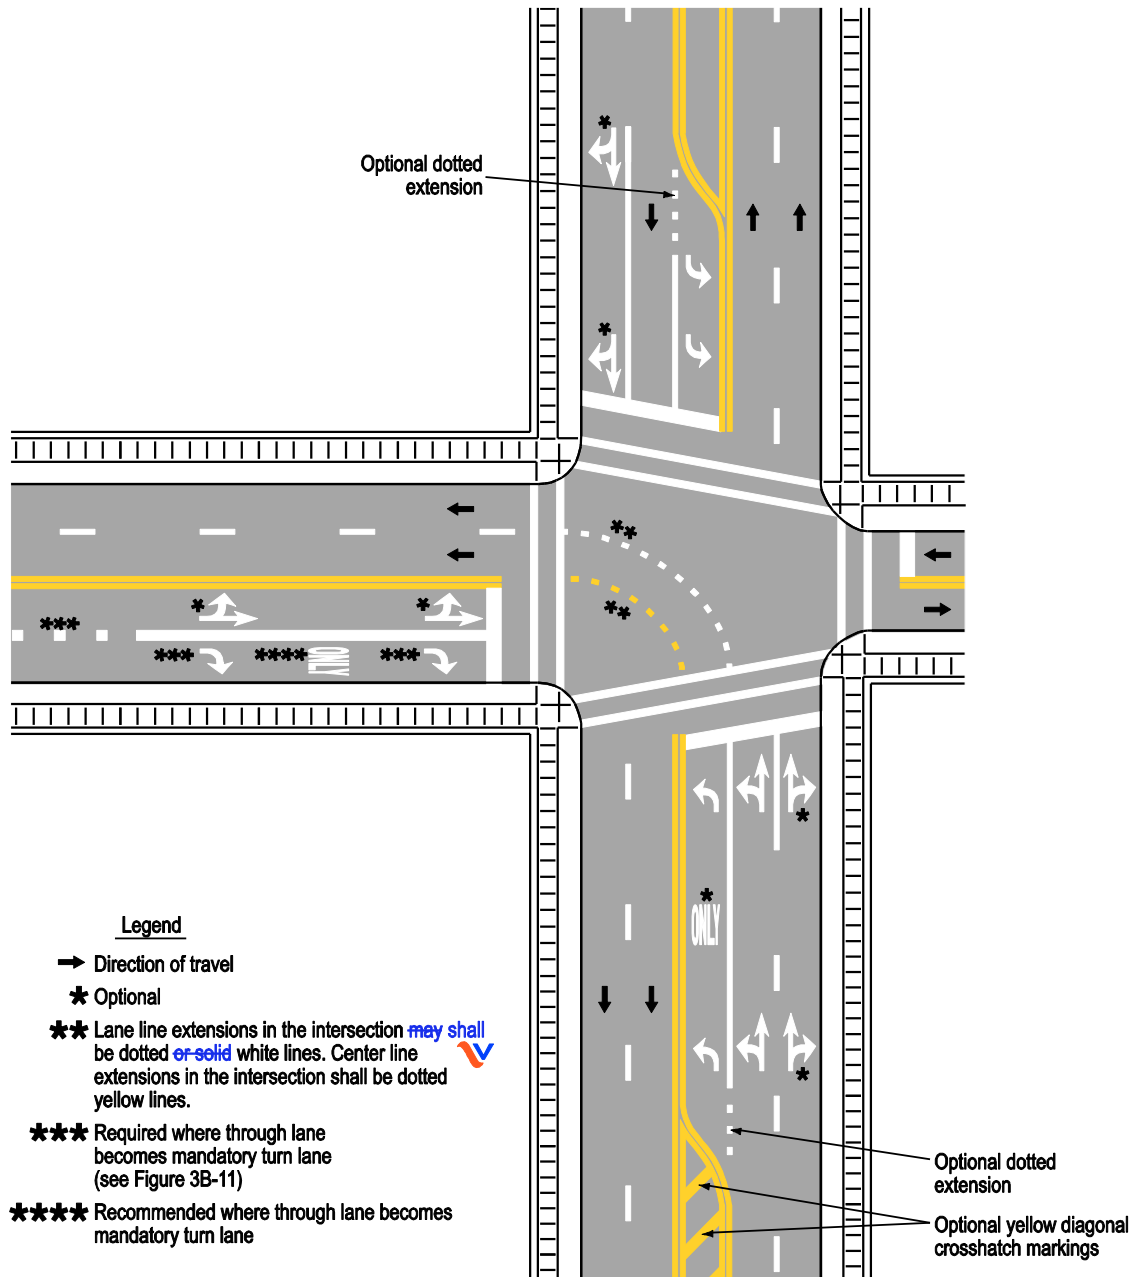 Optional dotted
extension
*
*
**
**
***
*
*
***
****
ONLY
***
*
*
ONLY
*
Legend
Direction of travel
* Optional
** Lane line extensions in the intersection may shall
be dotted or solid white lines. Center line
extensions in the intersection shall be dotted
yellow lines.
*** Required where through lane
becomes mandatory turn lane
(see Figure 3B-11)
**** Recommended where through lane becomes
mandatory turn lane
Optional dotted
extension
Optional yellow diagonal
crosshatch markings